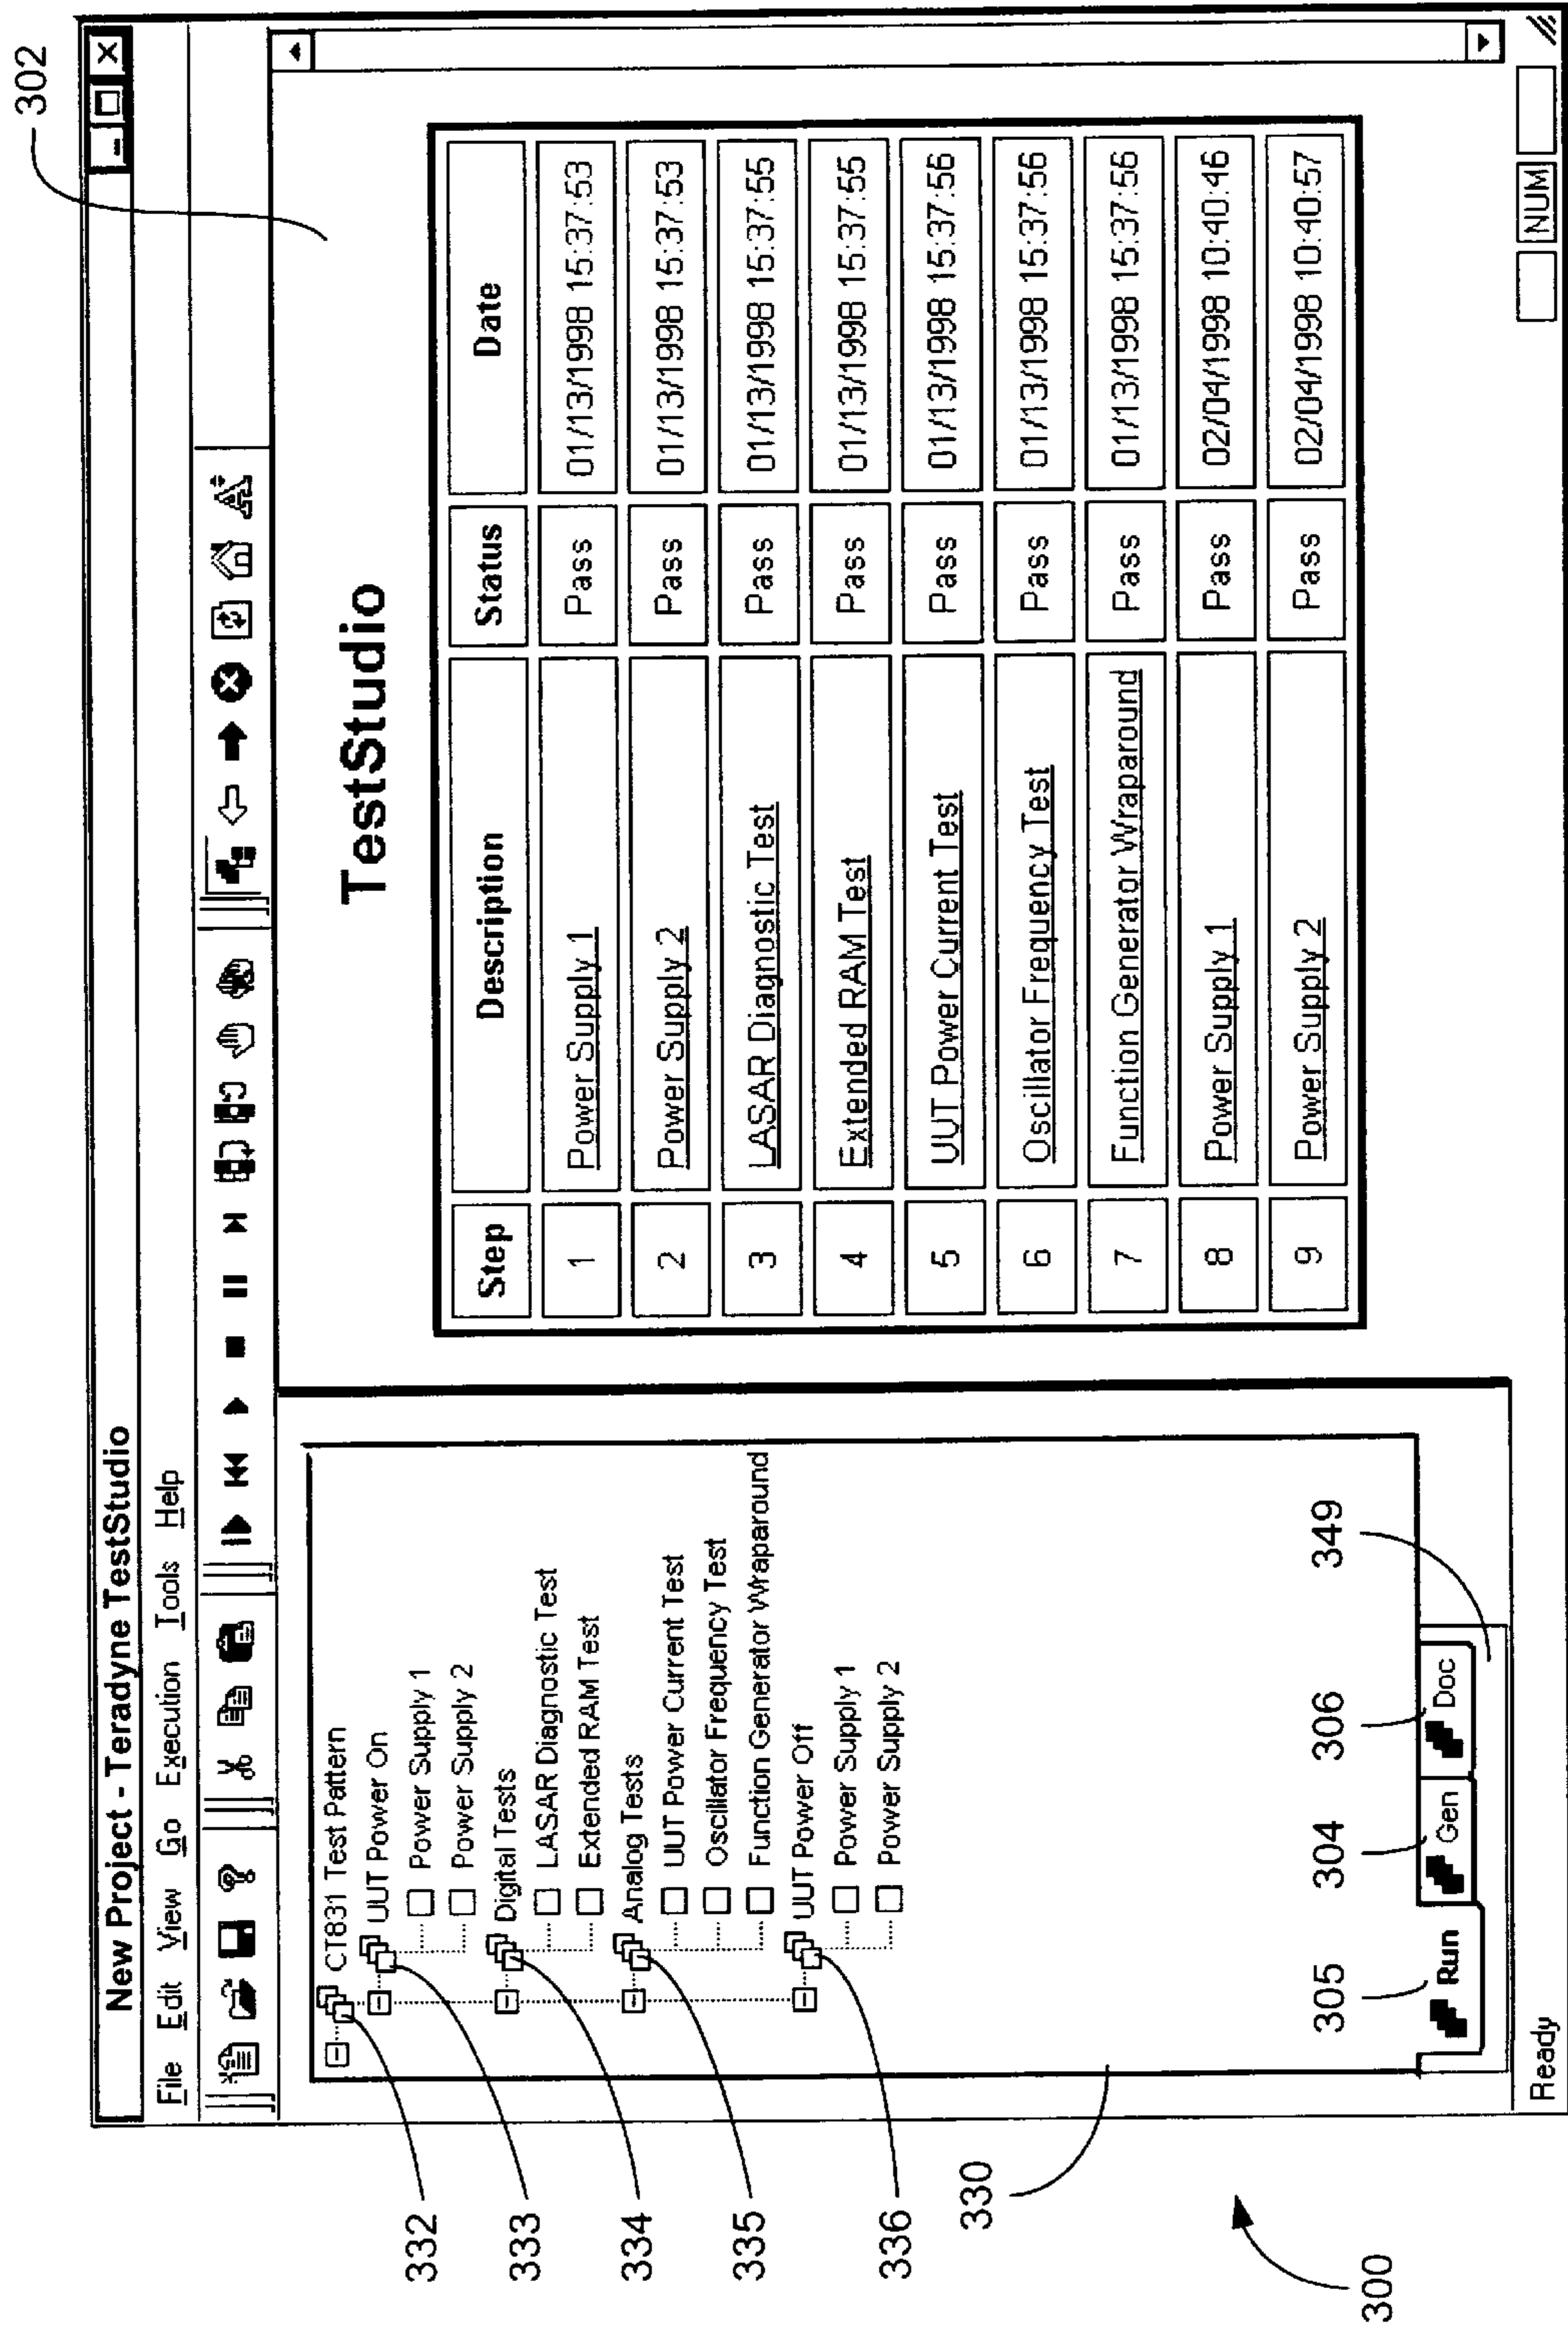 302
New Project - Teradyne TestStudio
File Edit View Go Execution Tools Help
CT831 Test Pattern
UUT Power On
Power Supply 1
Power Supply 2
Digital Tests
LASAR Diagnostic Test
Extended RAM Test
Analog Tests
UUT Power Current Test
Oscillator Frequency Test
Function Generator Wraparound
UUT Power Off
Power Supply 1
Power Supply 2
332
333
334
335
336
330
300
305
304
306
349
Run
Gen
Doc
TestStudio
Step Description Status Date
1 Power Supply 1 Pass 01/13/1998 15:37:53
2 Power Supply 2 Pass 01/13/1998 15:37:53
3 LASAR Diagnostic Test Pass 01/13/1998 15:37:55
4 Extended RAM Test Pass 01/13/1998 15:37:55
5 UUT Power Current Test Pass 01/13/1998 15:37:56
6 Oscillator Frequency Test Pass 01/13/1998 15:37:56
7 Function Generator Wraparound Pass 01/13/1998 15:37:56
8 Power Supply 1 Pass 02/04/1998 10:40:46
9 Power Supply 2 Pass 02/04/1998 10:40:57
Ready
NUM